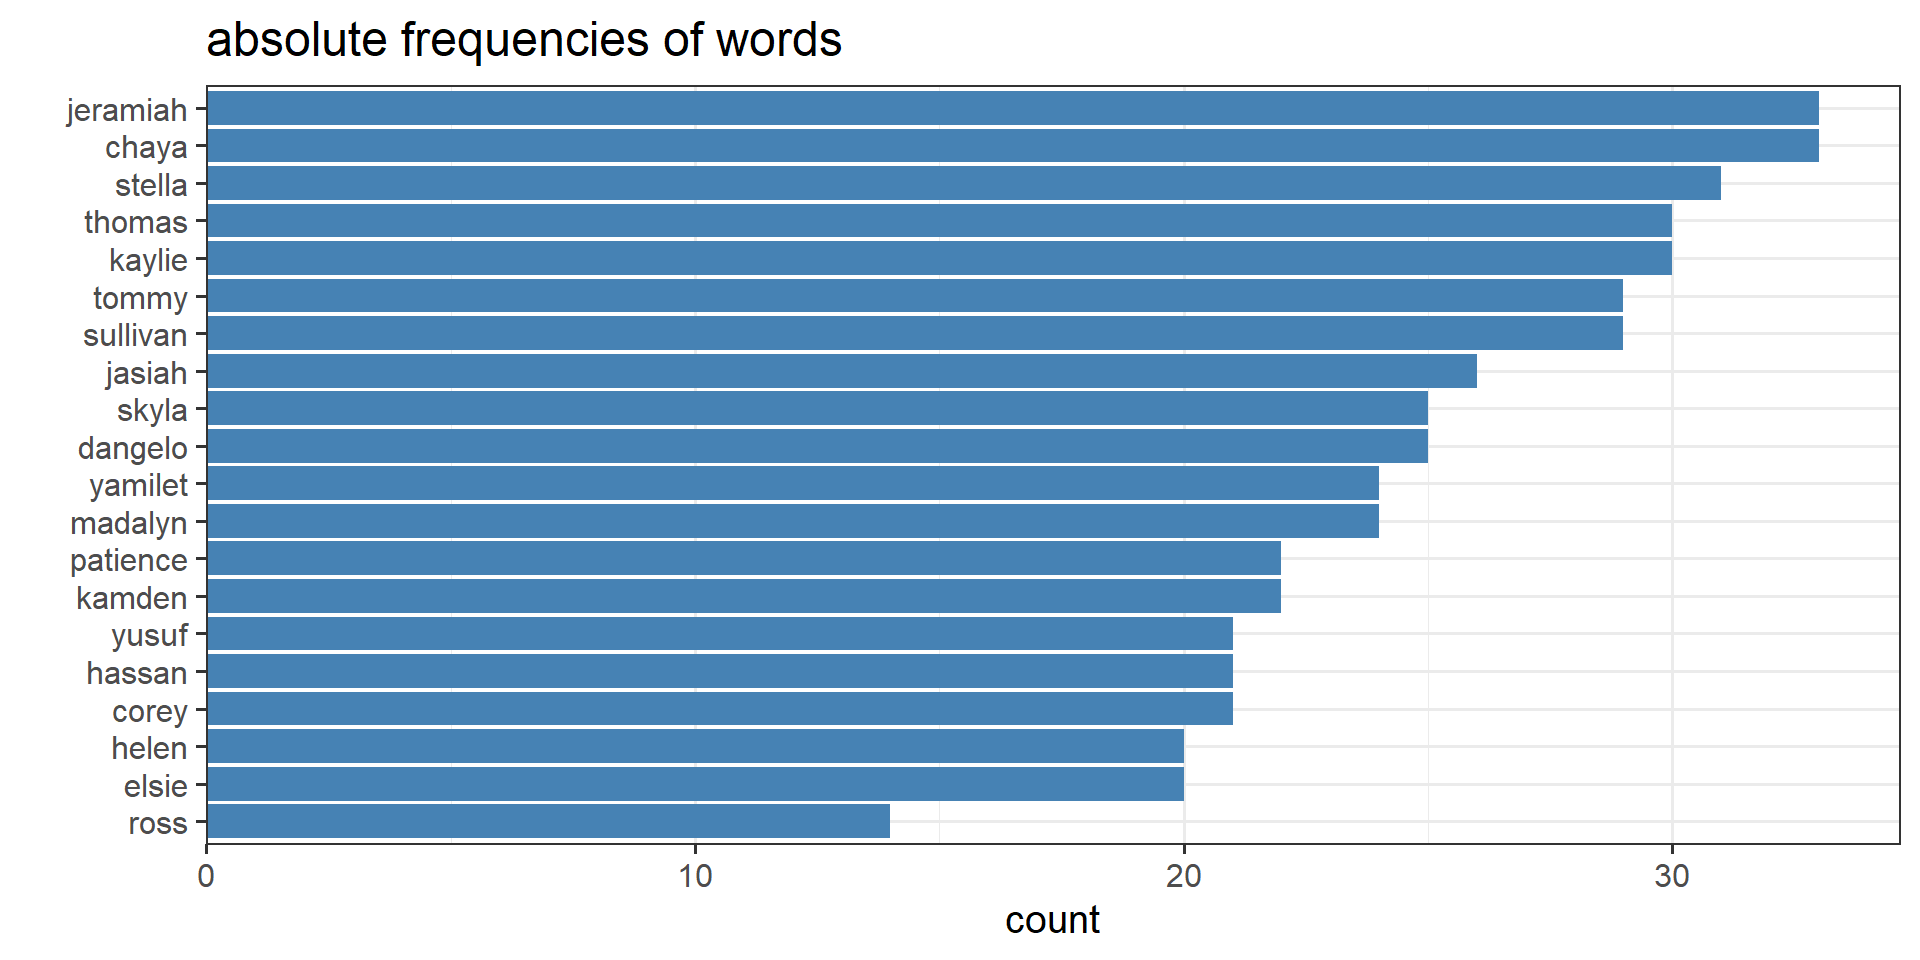 absolute frequencies of words
jeramiah
chaya
stella
thomas
kaylie
tommy
sullivan
jasiah
skyla
dangelo
yamilet
madalyn
patience
kamden
yusuf
hassan
corey
helen
elsie
ross
0 10 20 30
count